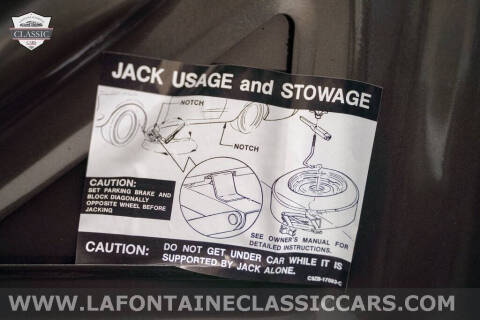 CLASSIC
CARS
JACK USAGE and STOWAGE
NOTCH
NOTCH
CAUTION:
SET PARKING BRAKE AND
BLOCK DIAGONALLY
OPPOSITE WHEEL BEFORE
JACKING
SEE OWNER'S MANUAL FOR
DETAILED INSTRUCTIONS.
CAUTION: DO NOT GET UNDER CAR WHILE IT IS
SUPPORTED BY JACK ALONE.
WWW.LAFONTAINECLASSICCARS.COM